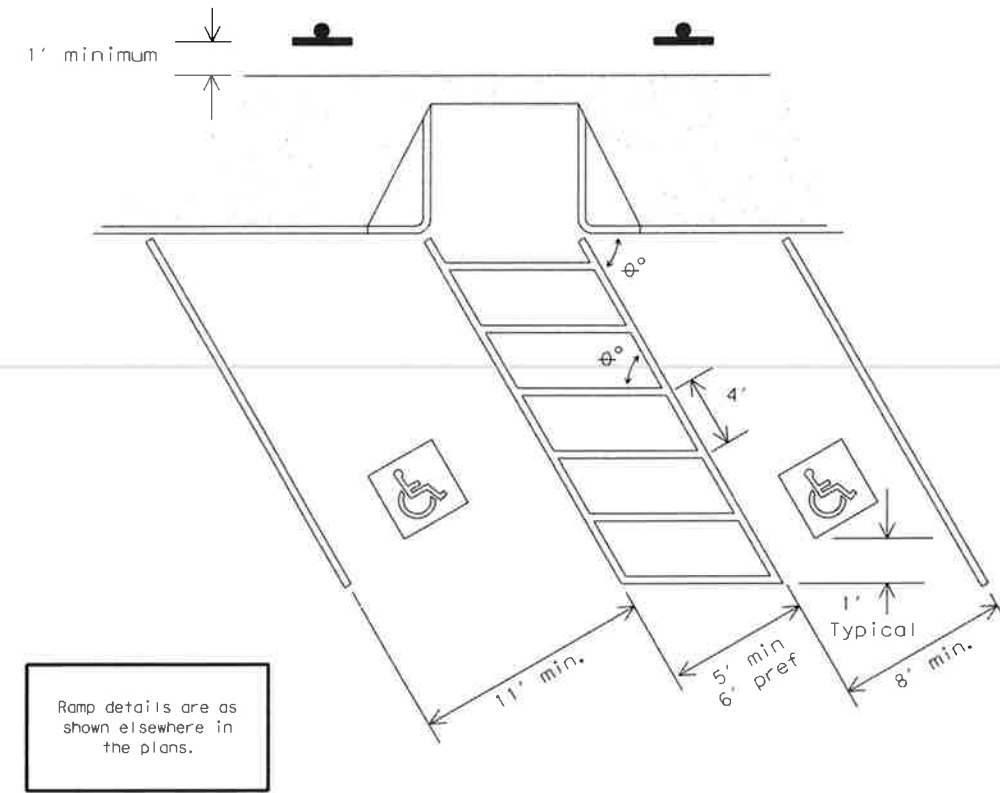 1' minimum
θ°
θ°
4'
1'
Typical
11' min.
5' min
6' pref
8' min.
Ramp details are as
shown elsewhere in
the plans.